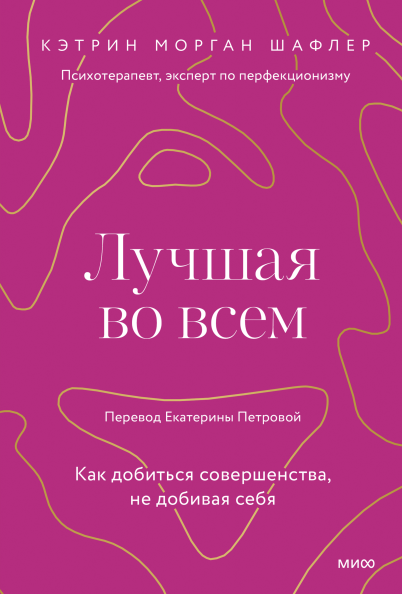 КЭТРИН МОРГАН ШАФЛЕР
Психотерапевт, эксперт по перфекционизму
Лучшая
во всем
Перевод Екатерины Петровой
Как добиться совершенства,
не добивая себя
миф